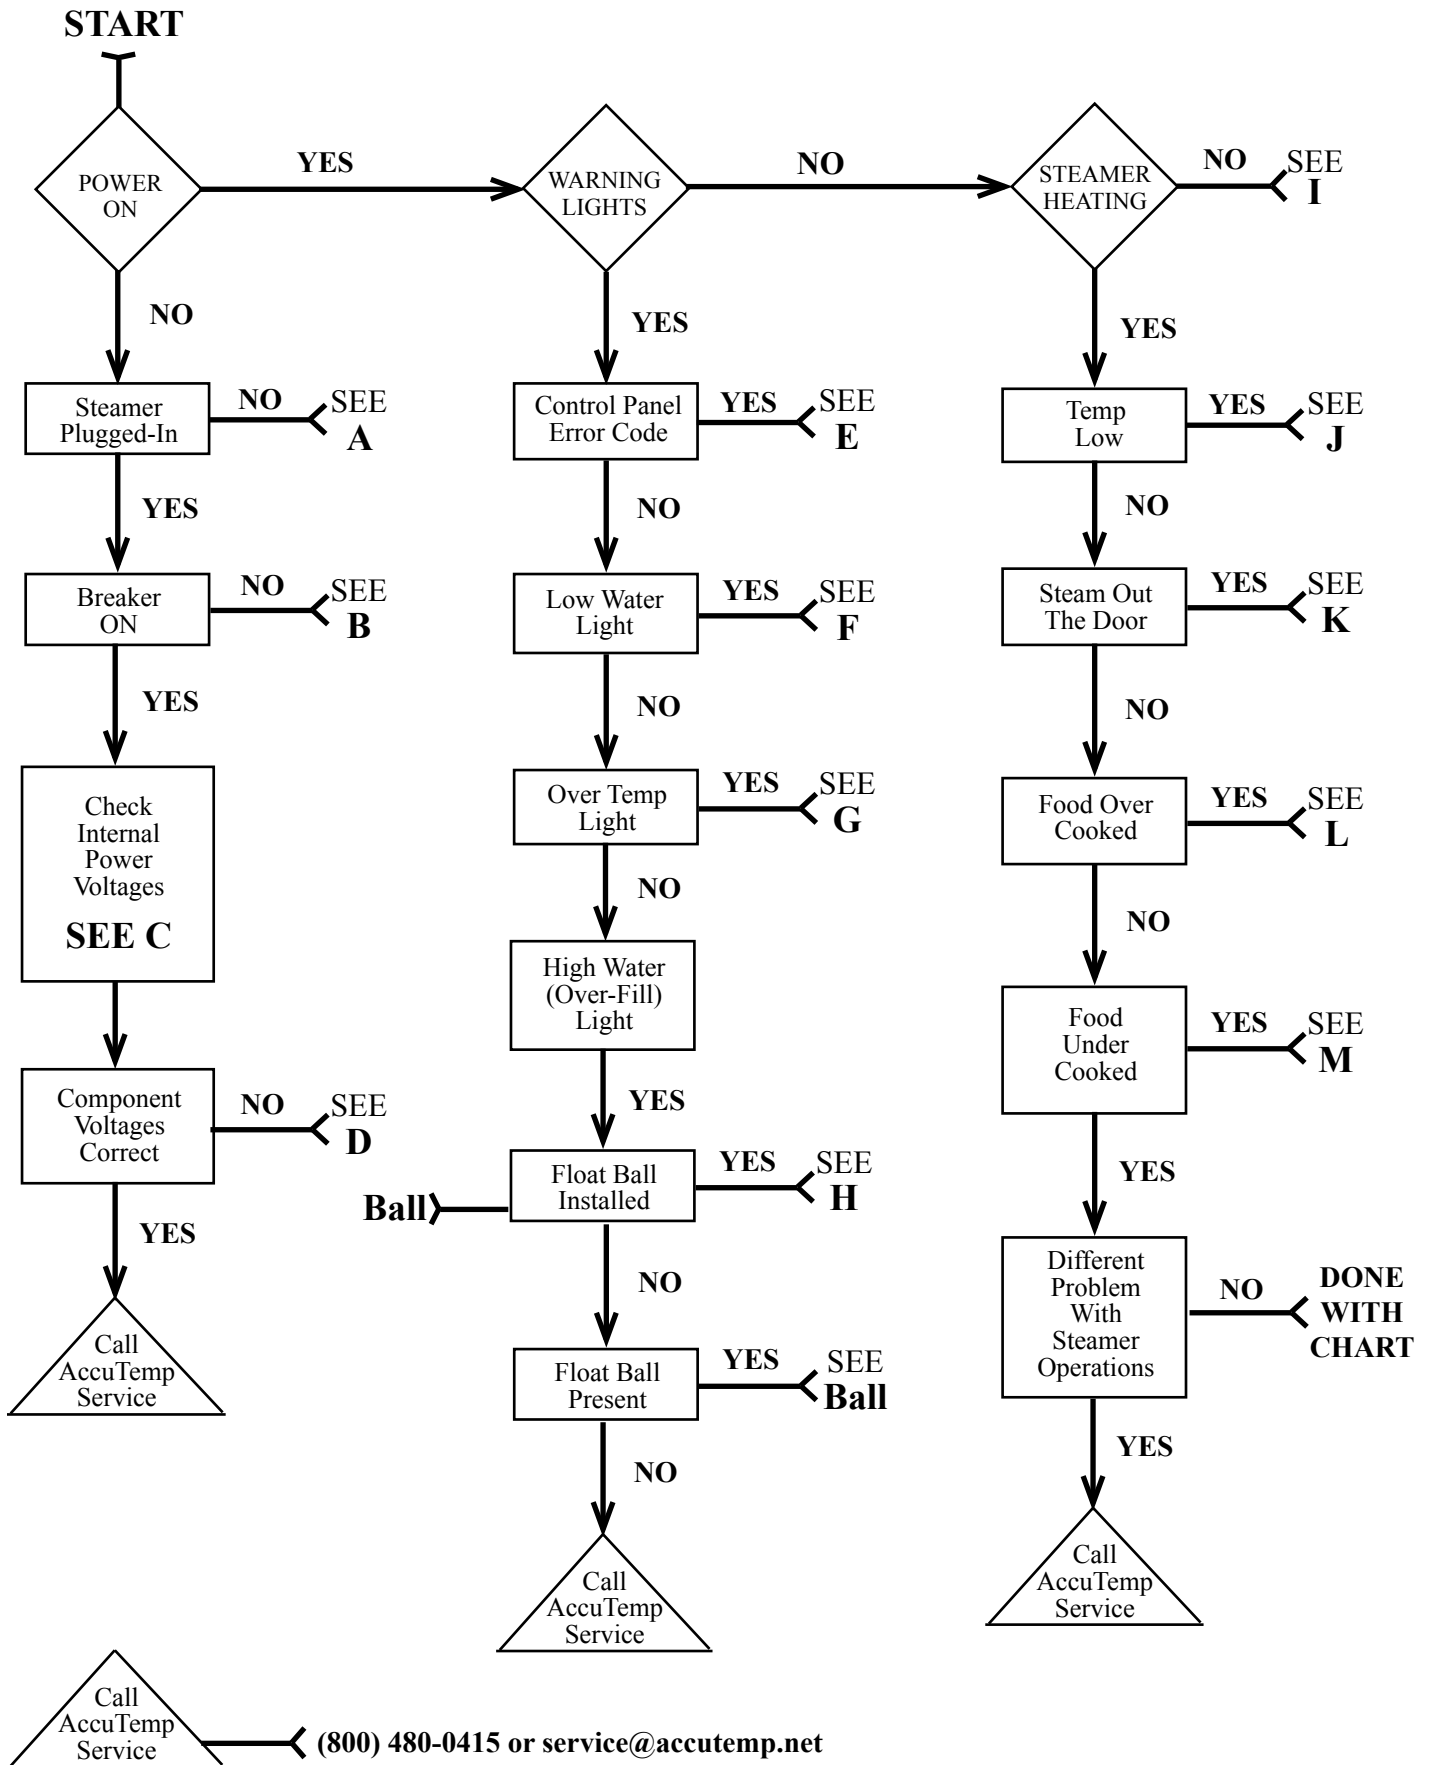 START
POWER
ON
YES
WARNING
LIGHTS
NO
STEAMER
HEATING
NO
SEE
I
NO
Steamer
Plugged-In
NO
SEE
A
YES
Breaker
ON
NO
SEE
B
YES
Check
Internal
Power
Voltages
SEE C
Component
Voltages
Correct
NO
SEE
D
YES
Call
AccuTemp
Service
YES
Control Panel
Error Code
YES
SEE
E
NO
Low Water
Light
YES
SEE
F
NO
Over Temp
Light
YES
SEE
G
NO
High Water
(Over-Fill)
Light
YES
Ball
Float Ball
Installed
YES
SEE
H
NO
Float Ball
Present
YES
SEE
Ball
NO
Call
AccuTemp
Service
YES
Temp
Low
YES
SEE
J
NO
Steam Out
The Door
YES
SEE
K
NO
Food Over
Cooked
YES
SEE
L
NO
Food
Under
Cooked
YES
SEE
M
YES
Different
Problem
With
Steamer
Operations
NO
DONE
WITH
CHART
YES
Call
AccuTemp
Service
Call
AccuTemp
Service
(800) 480-0415 or service@accutemp.net